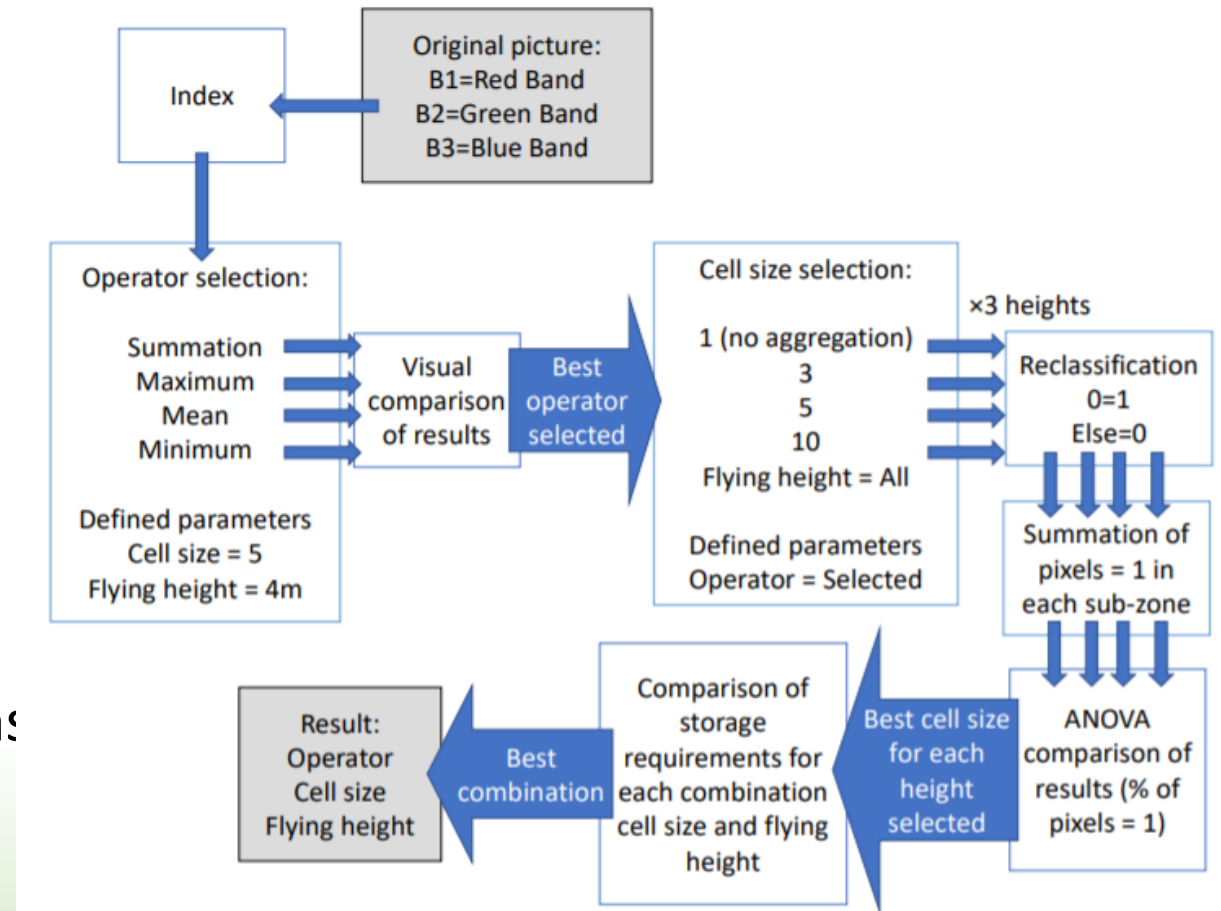 Original picture:
B1=Red Band
B2=Green Band
B3=Blue Band
Index
Operator selection:
Summation
Maximum
Mean
Minimum
Defined parameters
Cell size = 5
Flying height = 4m
Visual
comparison
of results
Best
operator
selected
Cell size selection:
1 (no aggregation)
3
5
10
Flying height = All
Defined parameters
Operator = Selected
×3 heights
Reclassification
0=1
Else=0
Summation of
pixels = 1 in
each sub-zone
ANOVA
comparison of
results (% of
pixels = 1)
Best cell size
for each
height
selected
Comparison of
storage
requirements for
each combination
cell size and flying
height
Best
combination
Result:
Operator
Cell size
Flying height